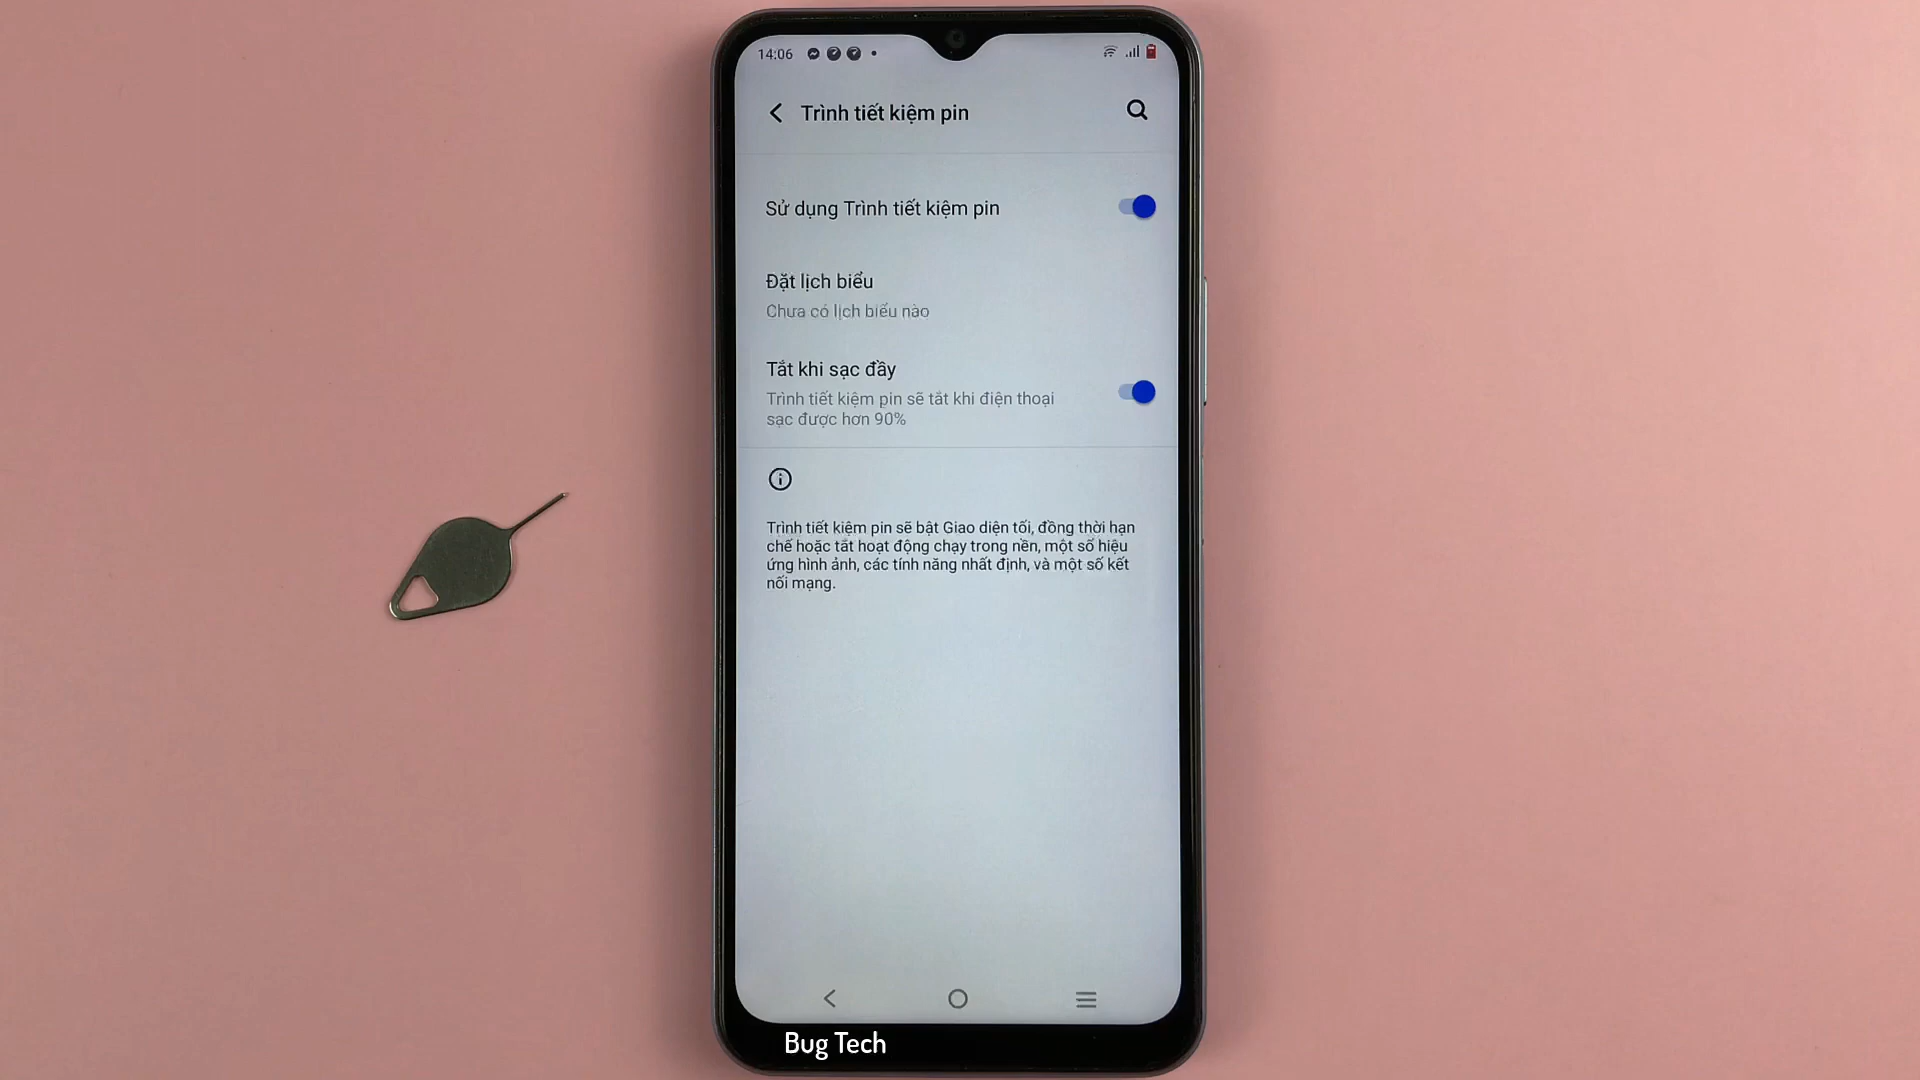 14:06
Trình tiết kiệm pin
Sử dụng Trình tiết kiệm pin
Đặt lịch biểu
Chưa có lịch biểu nào
Tắt khi sạc đầy
Trình tiết kiệm pin sẽ tắt khi điện thoại
sạc được hơn 90%
Trình tiết kiệm pin sẽ bật Giao diện tối, đồng thời hạn
chế hoặc tắt hoạt động chạy trong nền, một số hiệu
ứng hình ảnh, các tính năng nhất định, và một số kết
nối mạng.
Bug Tech